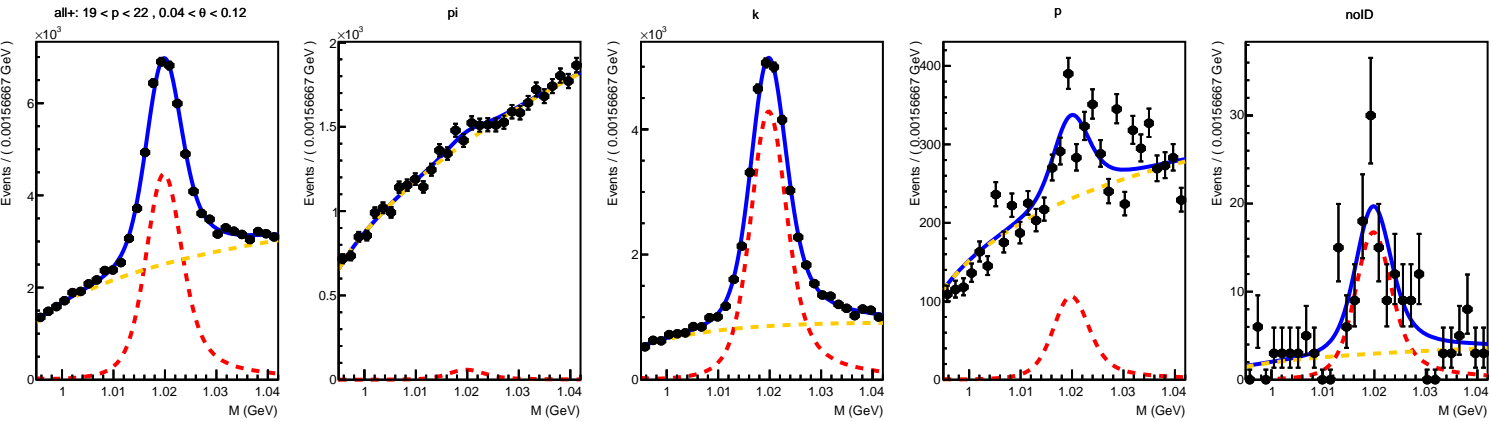 all+: 19 < p < 22 , 0.04 < θ < 0.12
×10³
Events / ( 0.00156667 GeV )
6
4
2
0
1 1.01 1.02 1.03 1.04
M (GeV)
pi
×10³
Events / ( 0.00156667 GeV )
2
1.5
1
0.5
0
1 1.01 1.02 1.03 1.04
M (GeV)
k
×10³
Events / ( 0.00156667 GeV )
4
2
0
1 1.01 1.02 1.03 1.04
M (GeV)
p
Events / ( 0.00156667 GeV )
400
300
200
100
0
1 1.01 1.02 1.03 1.04
M (GeV)
noID
Events / ( 0.00156667 GeV )
30
20
10
0
1 1.01 1.02 1.03 1.04
M (GeV)